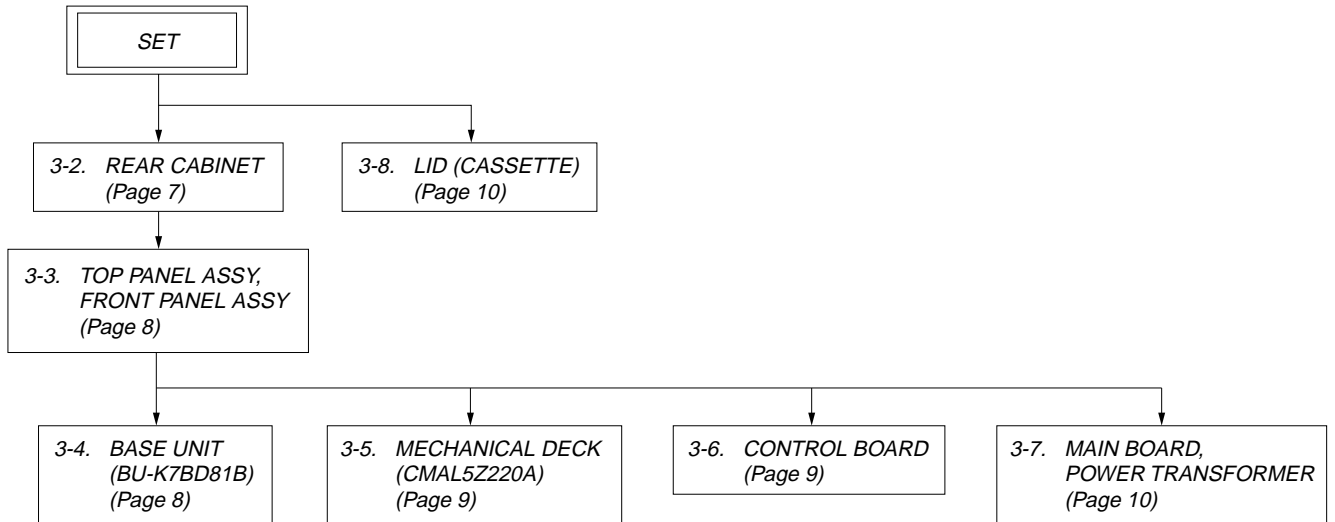 SET
3-2. REAR CABINET
(Page 7)
3-8. LID (CASSETTE)
(Page 10)
3-3. TOP PANEL ASSY,
FRONT PANEL ASSY
(Page 8)
3-4. BASE UNIT
(BU-K7BD81B)
(Page 8)
3-5. MECHANICAL DECK
(CMAL5Z220A)
(Page 9)
3-6. CONTROL BOARD
(Page 9)
3-7. MAIN BOARD,
POWER TRANSFORMER
(Page 10)